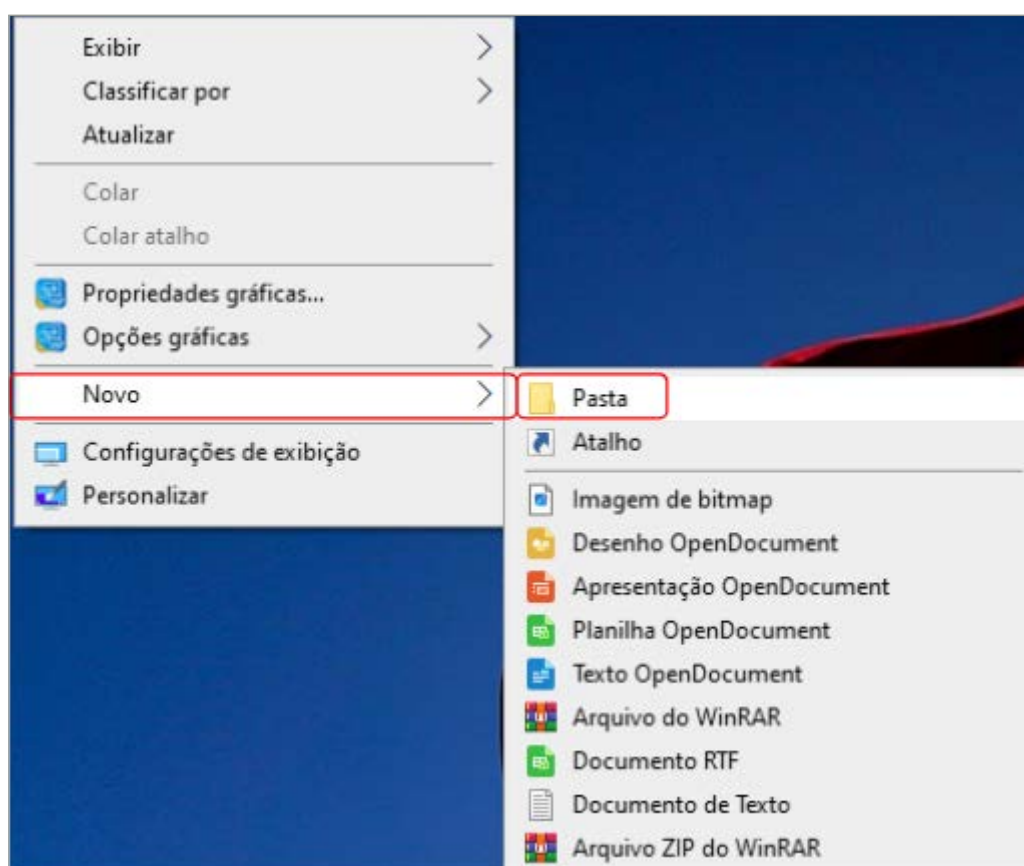 Exibir
Classificar por
Atualizar
Colar
Colar atalho
Propriedades gráficas...
Opções gráficas
Novo
Configurações de exibição
Personalizar
Pasta
Atalho
Imagem de bitmap
Desenho OpenDocument
Apresentação OpenDocument
Planilha OpenDocument
Texto OpenDocument
Arquivo do WinRAR
Documento RTF
Documento de Texto
Arquivo ZIP do WinRAR